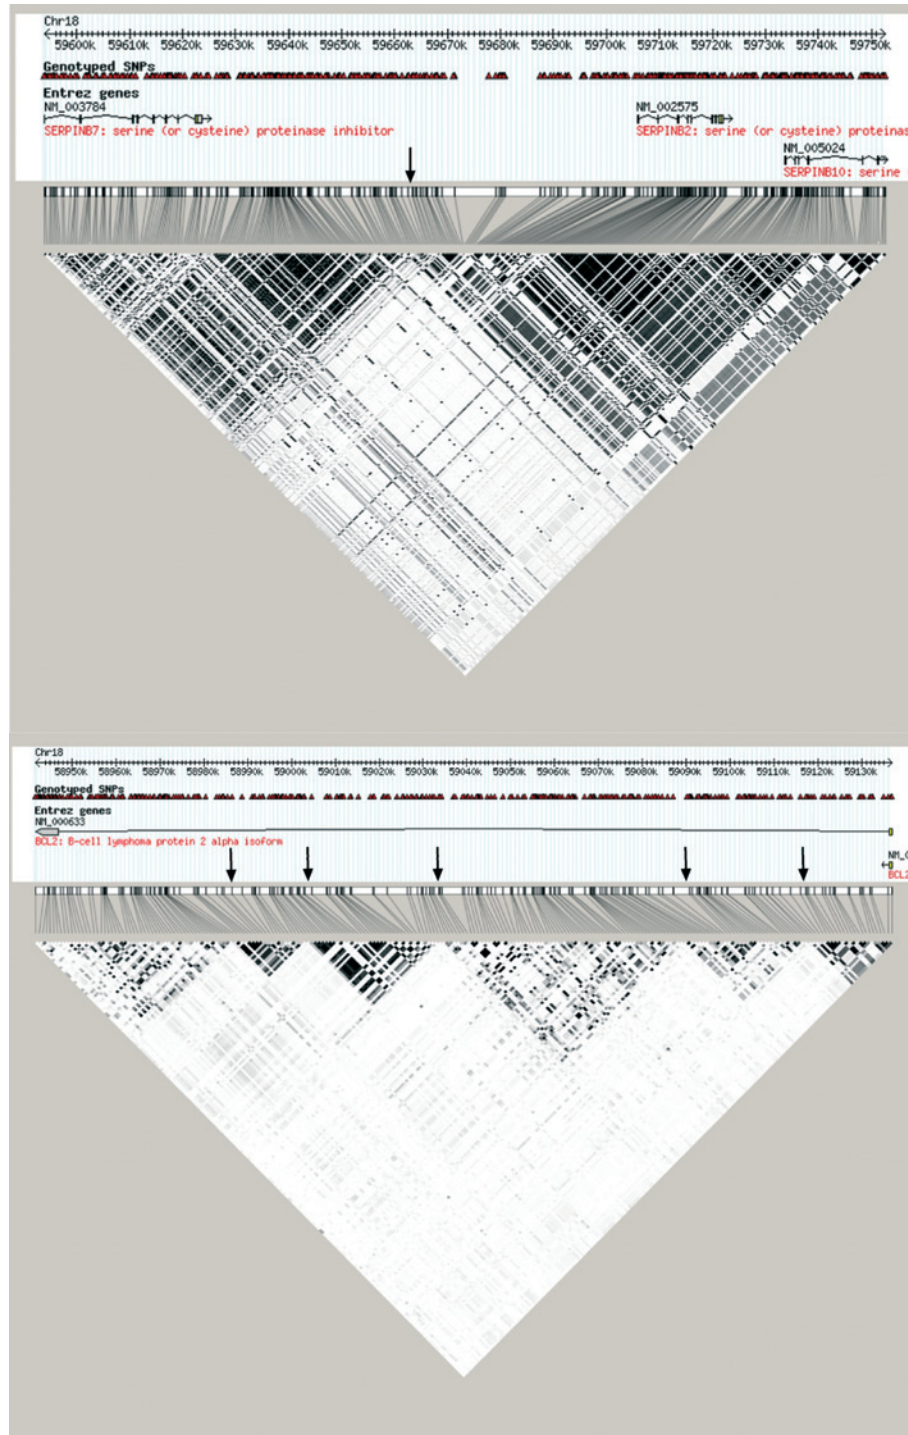 Chr18
59600k 59610k 59620k 59630k 59640k 59650k 59660k 59670k 59680k 59690k 59700k 59710k 59720k 59730k 59740k 59750k
Genotyped SNPs
Entrez genes
NM_003784 NM_002575
SERPINB7: serine (or cysteine) proteinase inhibitor SERPINB2: serine (or cysteine) proteinas
NM_005024
SERPINB10: serine
Chr18
58950k 58960k 58970k 58980k 58990k 59000k 59010k 59020k 59030k 59040k 59050k 59060k 59070k 59080k 59090k 59100k 59110k 59120k 59130k
Genotyped SNPs
Entrez genes
NM_000633
BCL2: B-cell lymphoma protein 2 alpha isoform
NM_0
BCL2